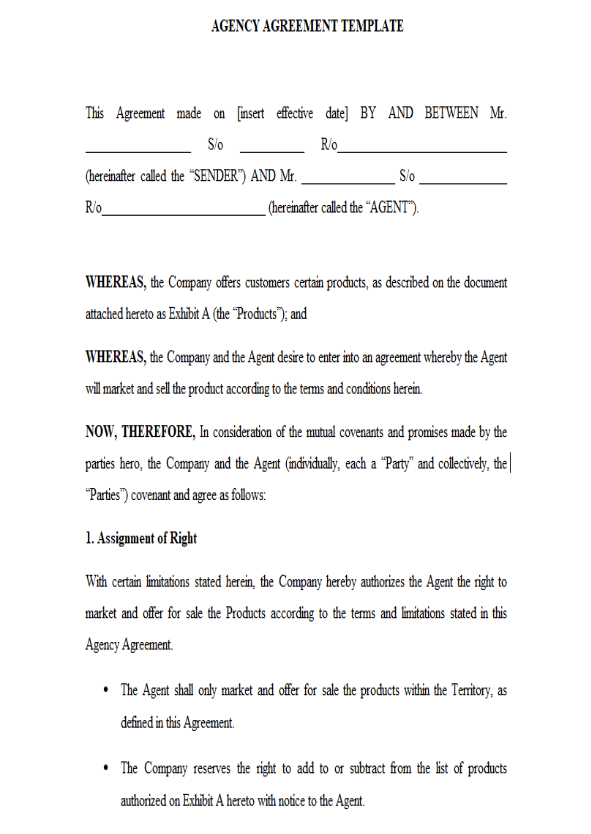 AGENCY AGREEMENT TEMPLATE
This Agreement made on [insert effective date] BY AND BETWEEN Mr.
__________________ S/o ___________ R/o_____________________________
(hereinafter called the “SENDER”) AND Mr. ________________ S/o _______________
R/o____________________________ (hereinafter called the “AGENT”).
WHEREAS, the Company offers customers certain products, as described on the document
attached hereto as Exhibit A (the “Products”); and
WHEREAS, the Company and the Agent desire to enter into an agreement whereby the Agent
will market and sell the product according to the terms and conditions herein.
NOW, THEREFORE, In consideration of the mutual covenants and promises made by the
parties hero, the Company and the Agent (individually, each a “Party” and collectively, the
“Parties”) covenant and agree as follows:
1. Assignment of Right
With certain limitations stated herein, the Company hereby authorizes the Agent the right to
market and offer for sale the Products according to the terms and limitations stated in this
Agency Agreement.
• The Agent shall only market and offer for sale the products within the Territory, as
defined in this Agreement.
• The Company reserves the right to add to or subtract from the list of products
authorized on Exhibit A hereto with notice to the Agent.